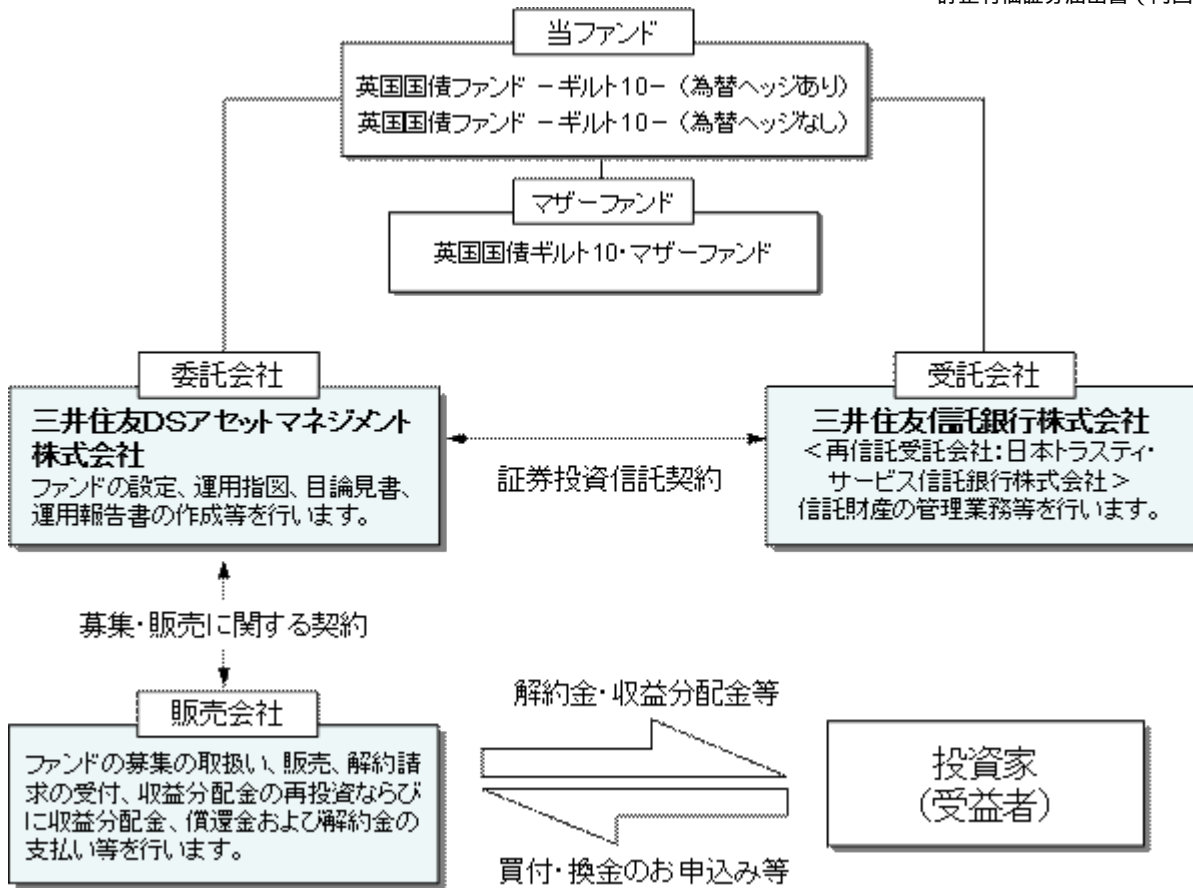 当ファンド
英国国債ファンド －ギルト10－（為替ヘッジあり）
英国国債ファンド －ギルト10－（為替ヘッジなし）
マザーファンド
英国国債ギルト10・マザーファンド
委託会社
三井住友DSアセットマネジメント
株式会社
ファンドの設定、運用指図、目論見書、
運用報告書の作成等を行います。
証券投資信託契約
受託会社
三井住友信託銀行株式会社
＜再信託受託会社：日本トラスティ・
サービス信託銀行株式会社＞
信託財産の管理業務等を行います。
募集・販売に関する契約
販売会社
ファンドの募集の取扱い、販売、解約請
求の受付、収益分配金の再投資ならび
に収益分配金、償還金および解約金の
支払い等を行います。
解約金・収益分配金等
買付・換金のお申込み等
投資家
（受益者）